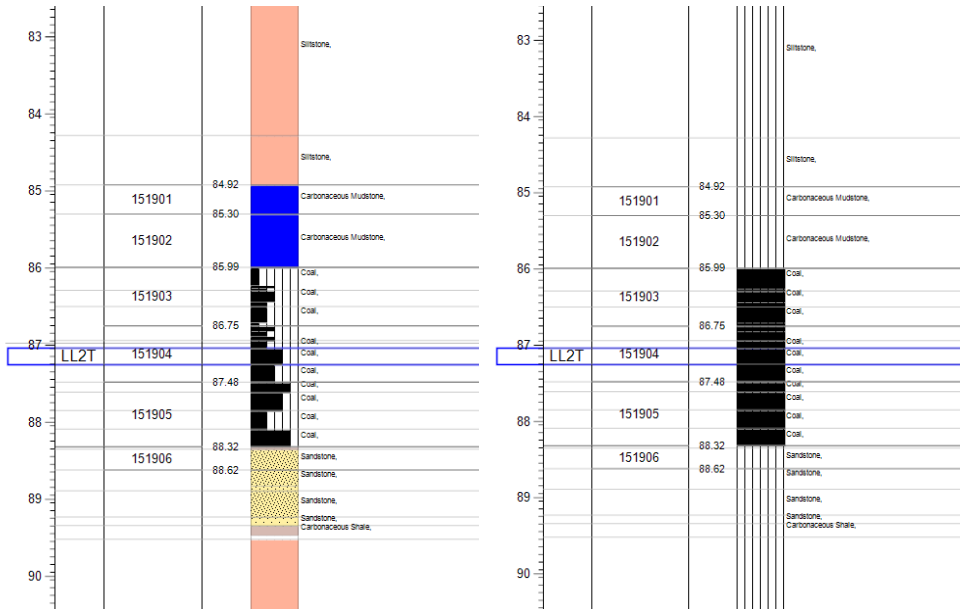 83
Siltstone,
84
Siltstone,
84.92
85
151901
Carbonaceous Mudstone,
85.30
151902
Carbonaceous Mudstone,
85.99
86
Coal,
151903
Coal,
Coal,
86.75
Coal,
87
LL2T
151904
Coal,
Coal,
87.48
Coal,
Coal,
151905
Coal,
88
Coal,
88.32
151906
Sandstone,
88.62
Sandstone,
89
Sandstone,
Sandstone,
Carbonaceous Shale,
90
83
Siltstone,
84
Siltstone,
84.92
85
151901
Carbonaceous Mudstone,
85.30
151902
Carbonaceous Mudstone,
85.99
86
Coal,
151903
Coal,
Coal,
86.75
Coal,
87
LL2T
151904
Coal,
Coal,
87.48
Coal,
Coal,
151905
Coal,
88
Coal,
88.32
151906
Sandstone,
88.62
Sandstone,
89
Sandstone,
Sandstone,
Carbonaceous Shale,
90